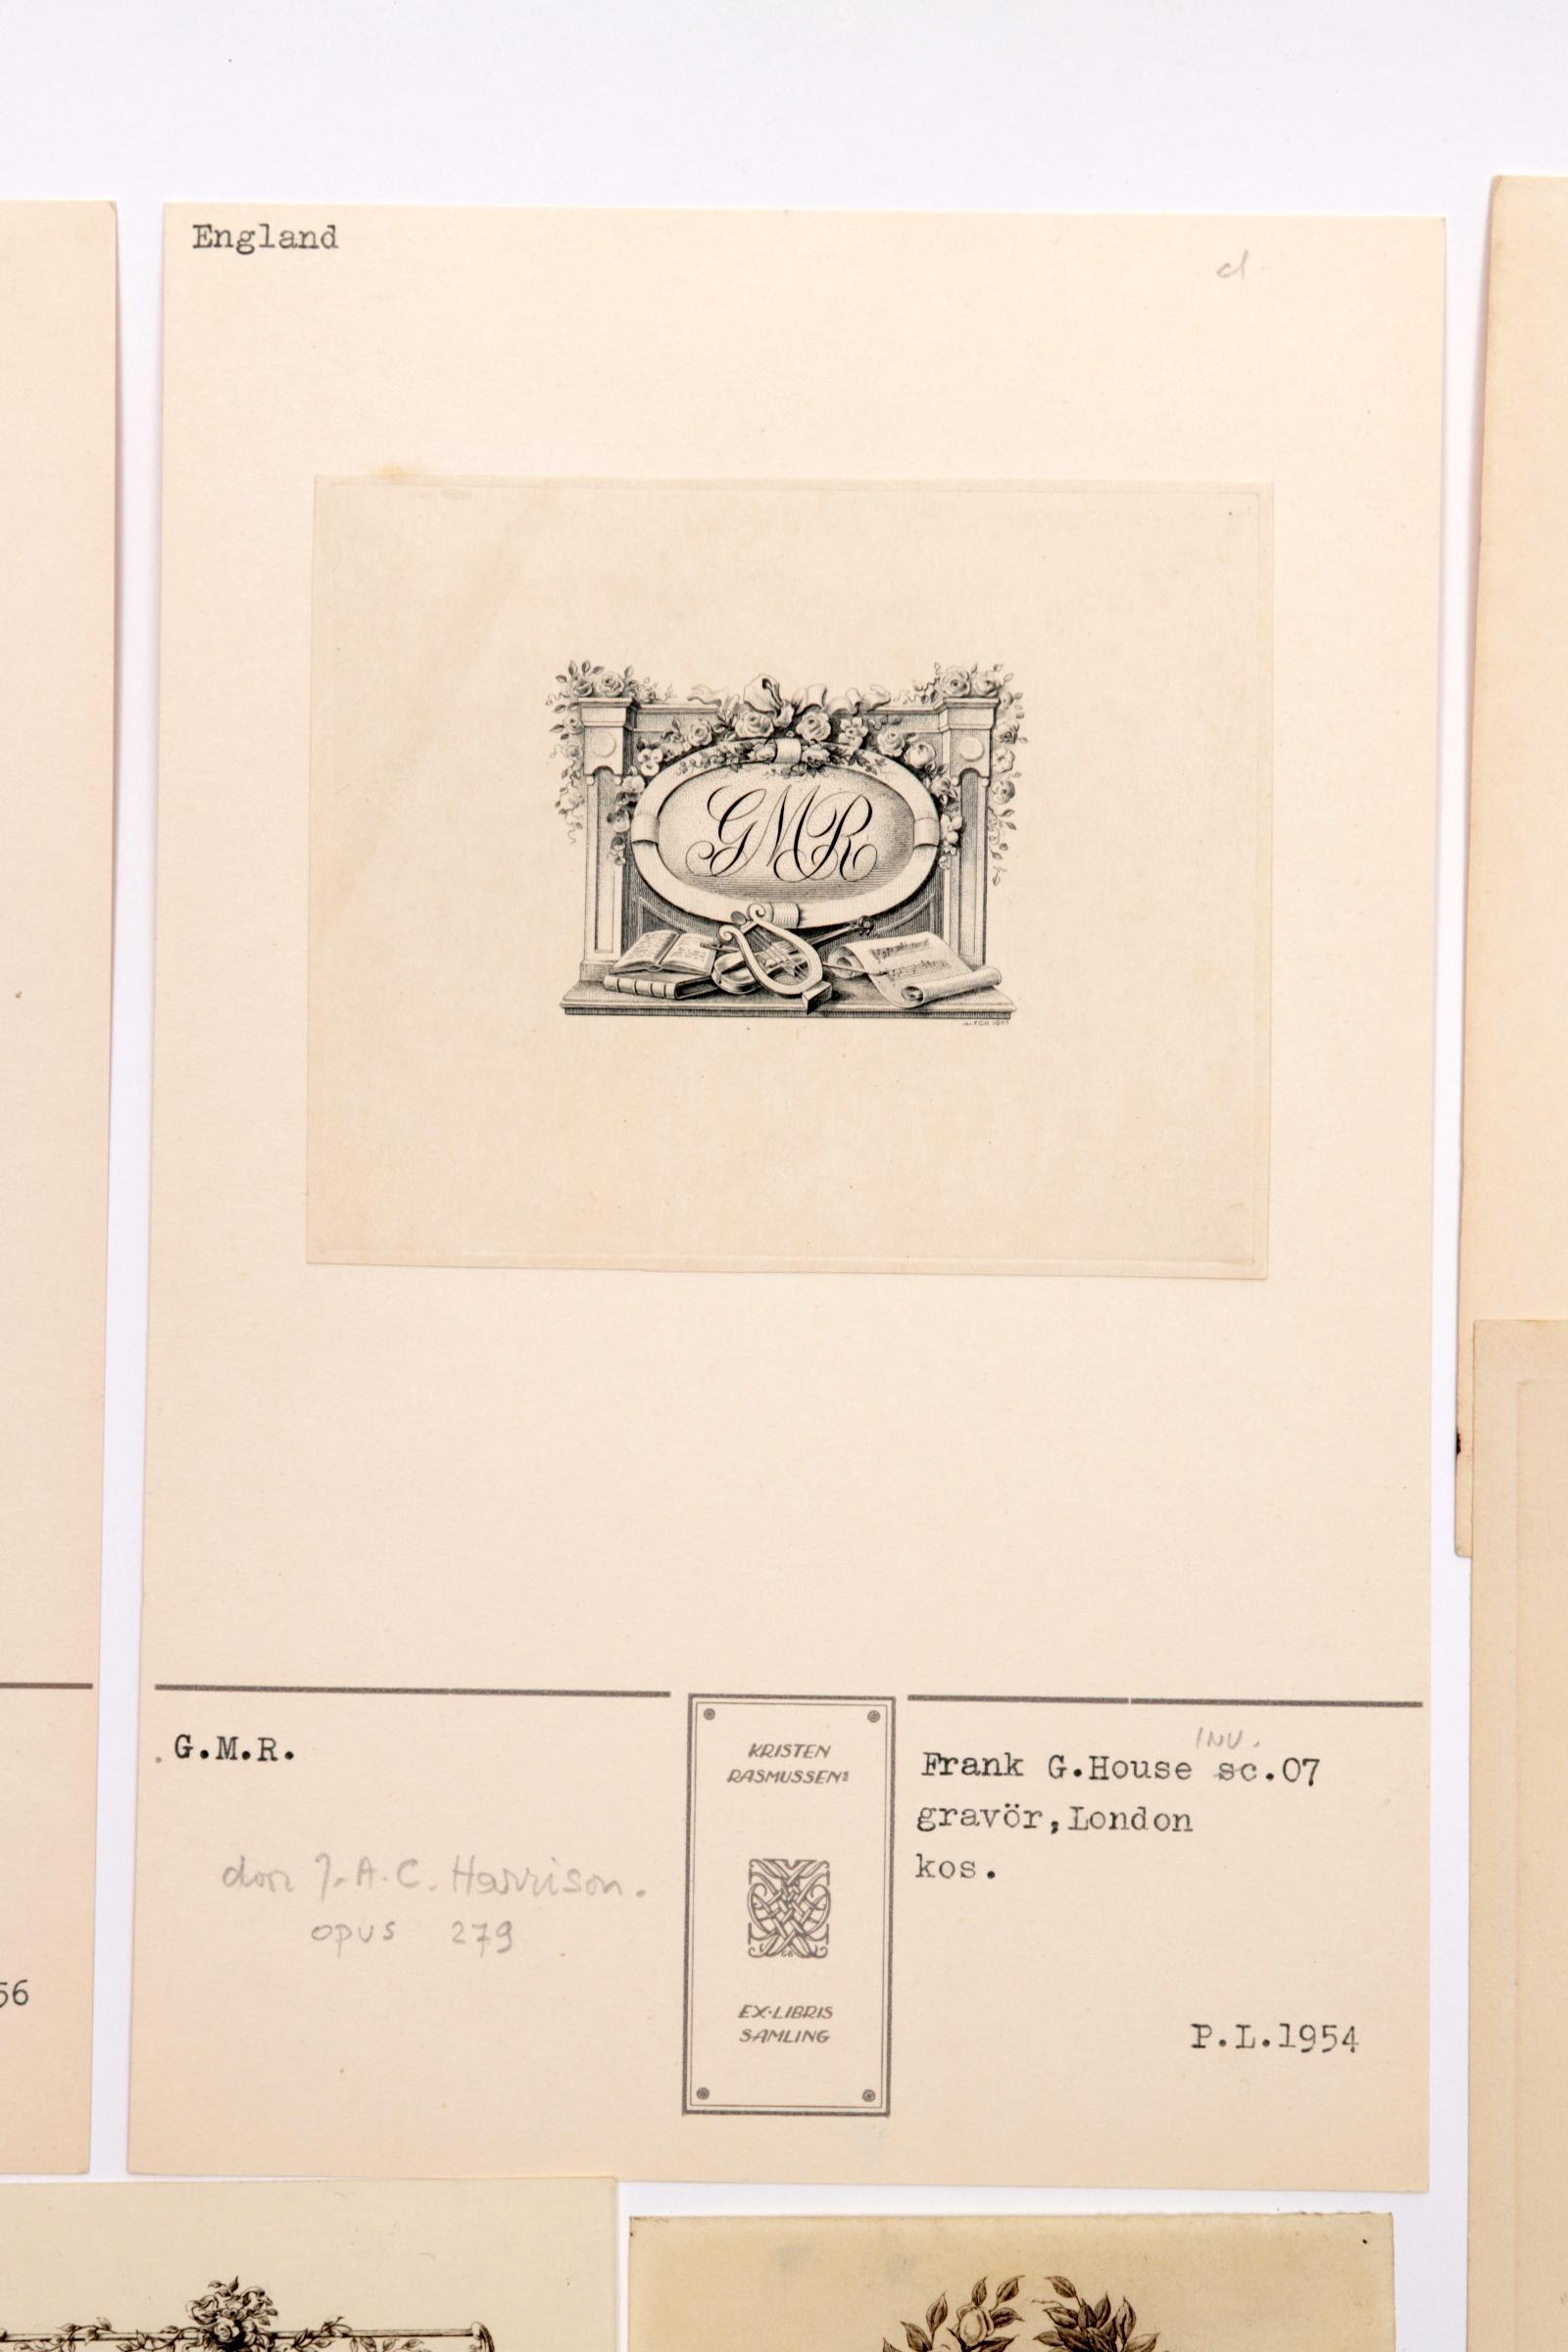 England
cl
GMR
G.M.R.
don J.A.C. Harrison.
opus 279
KRISTEN
RASMUSSENS
EX·LIBRIS
SAMLING
INV.
Frank G.House sc.07
gravör,London
kos.
P.L.1954
56